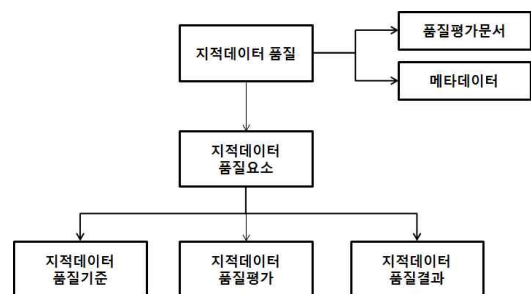 품질평가문서
지적데이터 품질
메타데이터
지적데이터
품질요소
지적데이터
품질기준
지적데이터
품질평가
지적데이터
품질결과